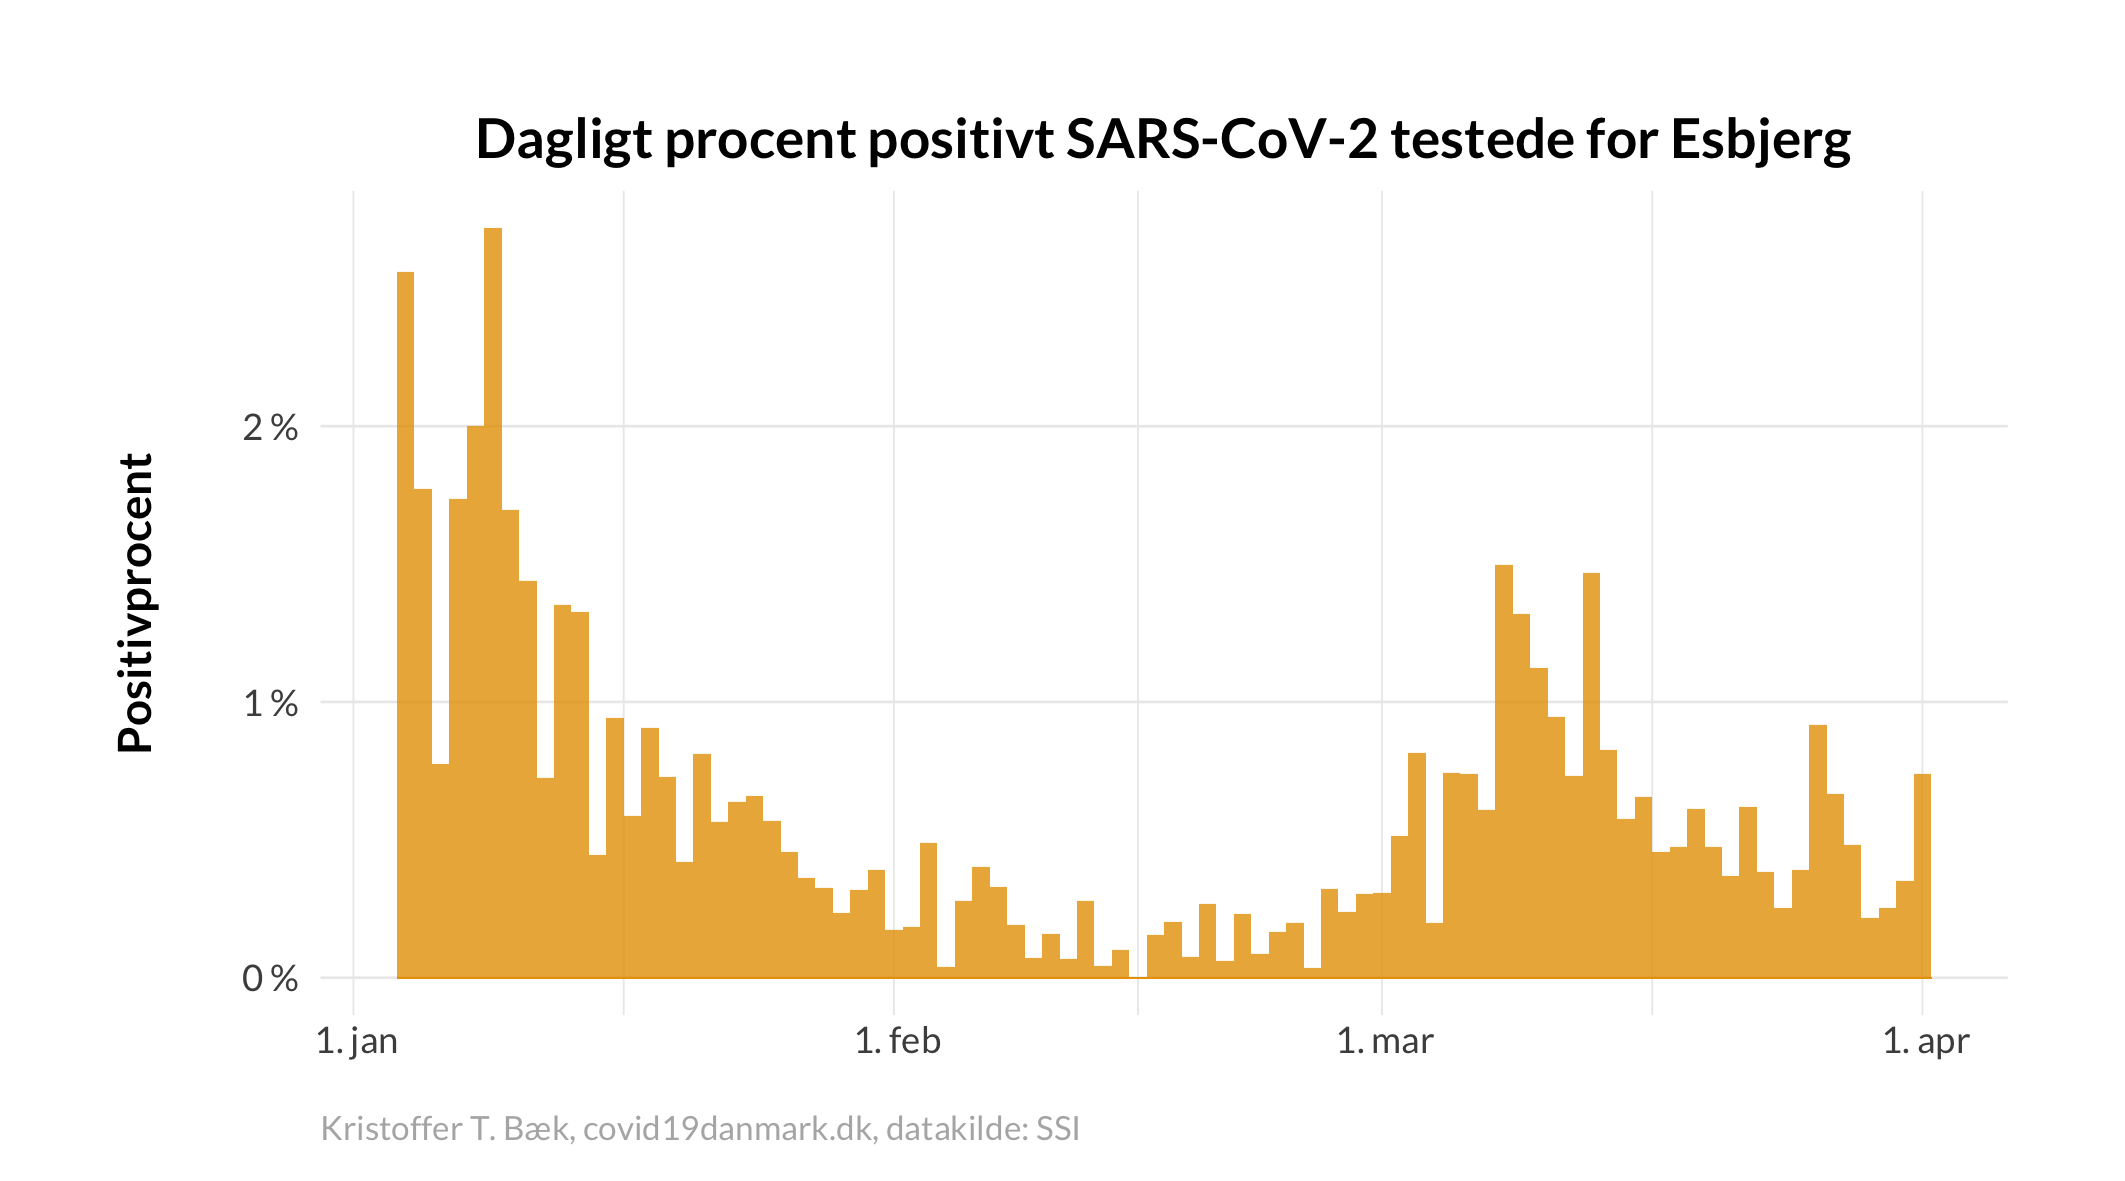 Dagligt procent positivt SARS-CoV-2 testede for Esbjerg
Positivprocent
2 %
1 %
0 %
1. jan
1. feb
1. mar
1. apr
Kristoffer T. Bæk, covid19danmark.dk, datakilde: SSI